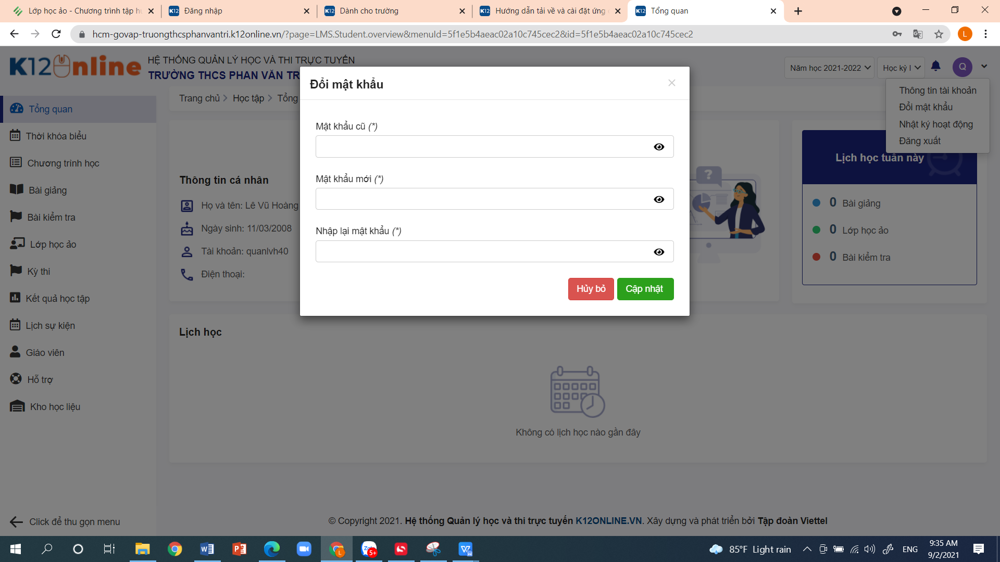 Lớp học ảo - Chương trình tập hu
Đăng nhập
Dành cho trường
Hướng dẫn tải về và cài đặt ứng
Tổng quan
hcm-govap-truongthcsphanvantri.k12online.vn/?page=LMS.Student.overview&menuId=5f1e5b4aeac02a10c745cec2&id=5f1e5b4aeac02a10c745cec2
L
K12Online
HỆ THỐNG QUẢN LÝ HỌC VÀ THI TRỰC TUYẾN
TRƯỜNG THCS PHAN VĂN TR
Năm học 2021-2022
Học kỳ I
Q
Thông tin tài khoản
Đổi mật khẩu
Nhật ký hoạt động
Đăng xuất
Trang chủ > Học tập > Tổng
Tổng quan
Thời khóa biểu
Chương trình học
Bài giảng
Bài kiểm tra
Lớp học ảo
Kỳ thi
Kết quả học tập
Lịch sự kiện
Giáo viên
Hỗ trợ
Kho học liệu
Click để thu gọn menu
Thông tin cá nhân
Họ và tên: Lê Vũ Hoàng
Ngày sinh: 11/03/2008
Tài khoản: quanlvh40
Điện thoại:
Đổi mật khẩu
Mật khẩu cũ (*)
Mật khẩu mới (*)
Nhập lại mật khẩu (*)
Hủy bỏ
Cập nhật
?
Lịch học tuần này
0 Bài giảng
0 Lớp học ảo
0 Bài kiểm tra
Lịch học
Không có lịch học nào gần đây
© Copyright 2021. Hệ thống Quản lý học và thi trực tuyến K12ONLINE.VN. Xây dựng và phát triển bởi Tập đoàn Viettel
5+
85°F Light rain
ENG
9:35 AM
9/2/2021